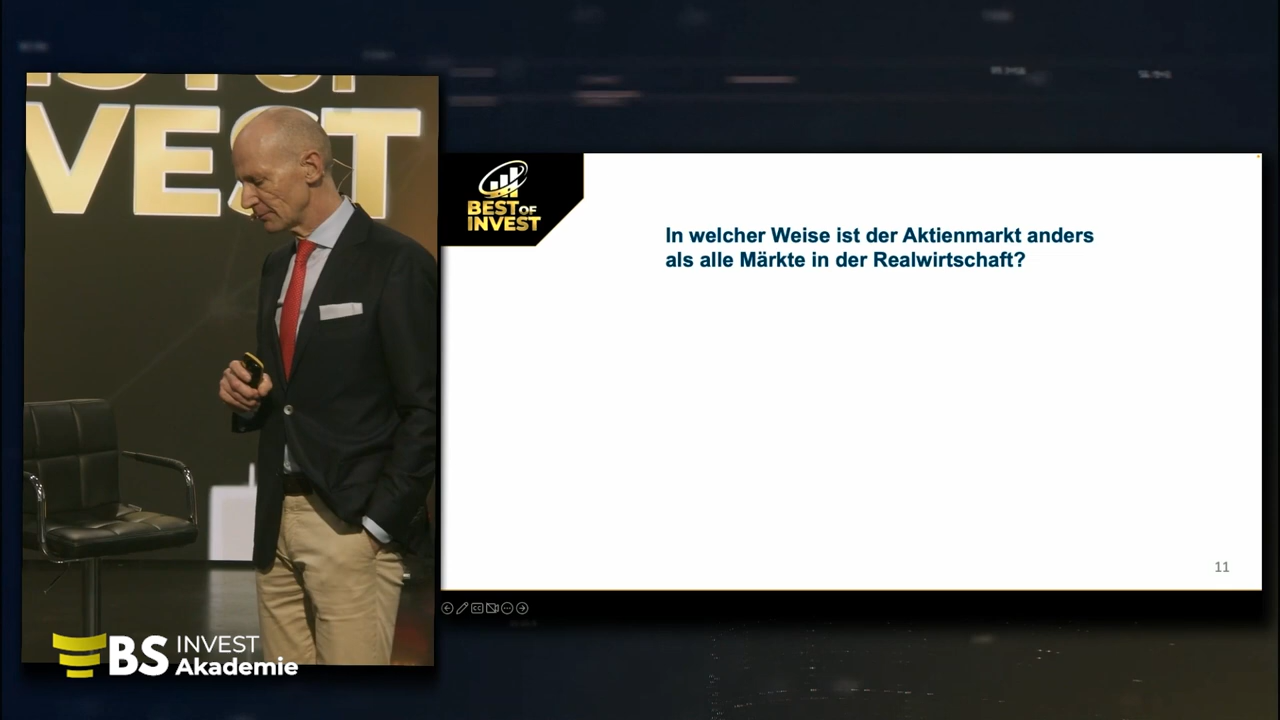 VEST
BEST OF
INVEST
In welcher Weise ist der Aktienmarkt anders
als alle Märkte in der Realwirtschaft?
11
BS INVEST
Akademie